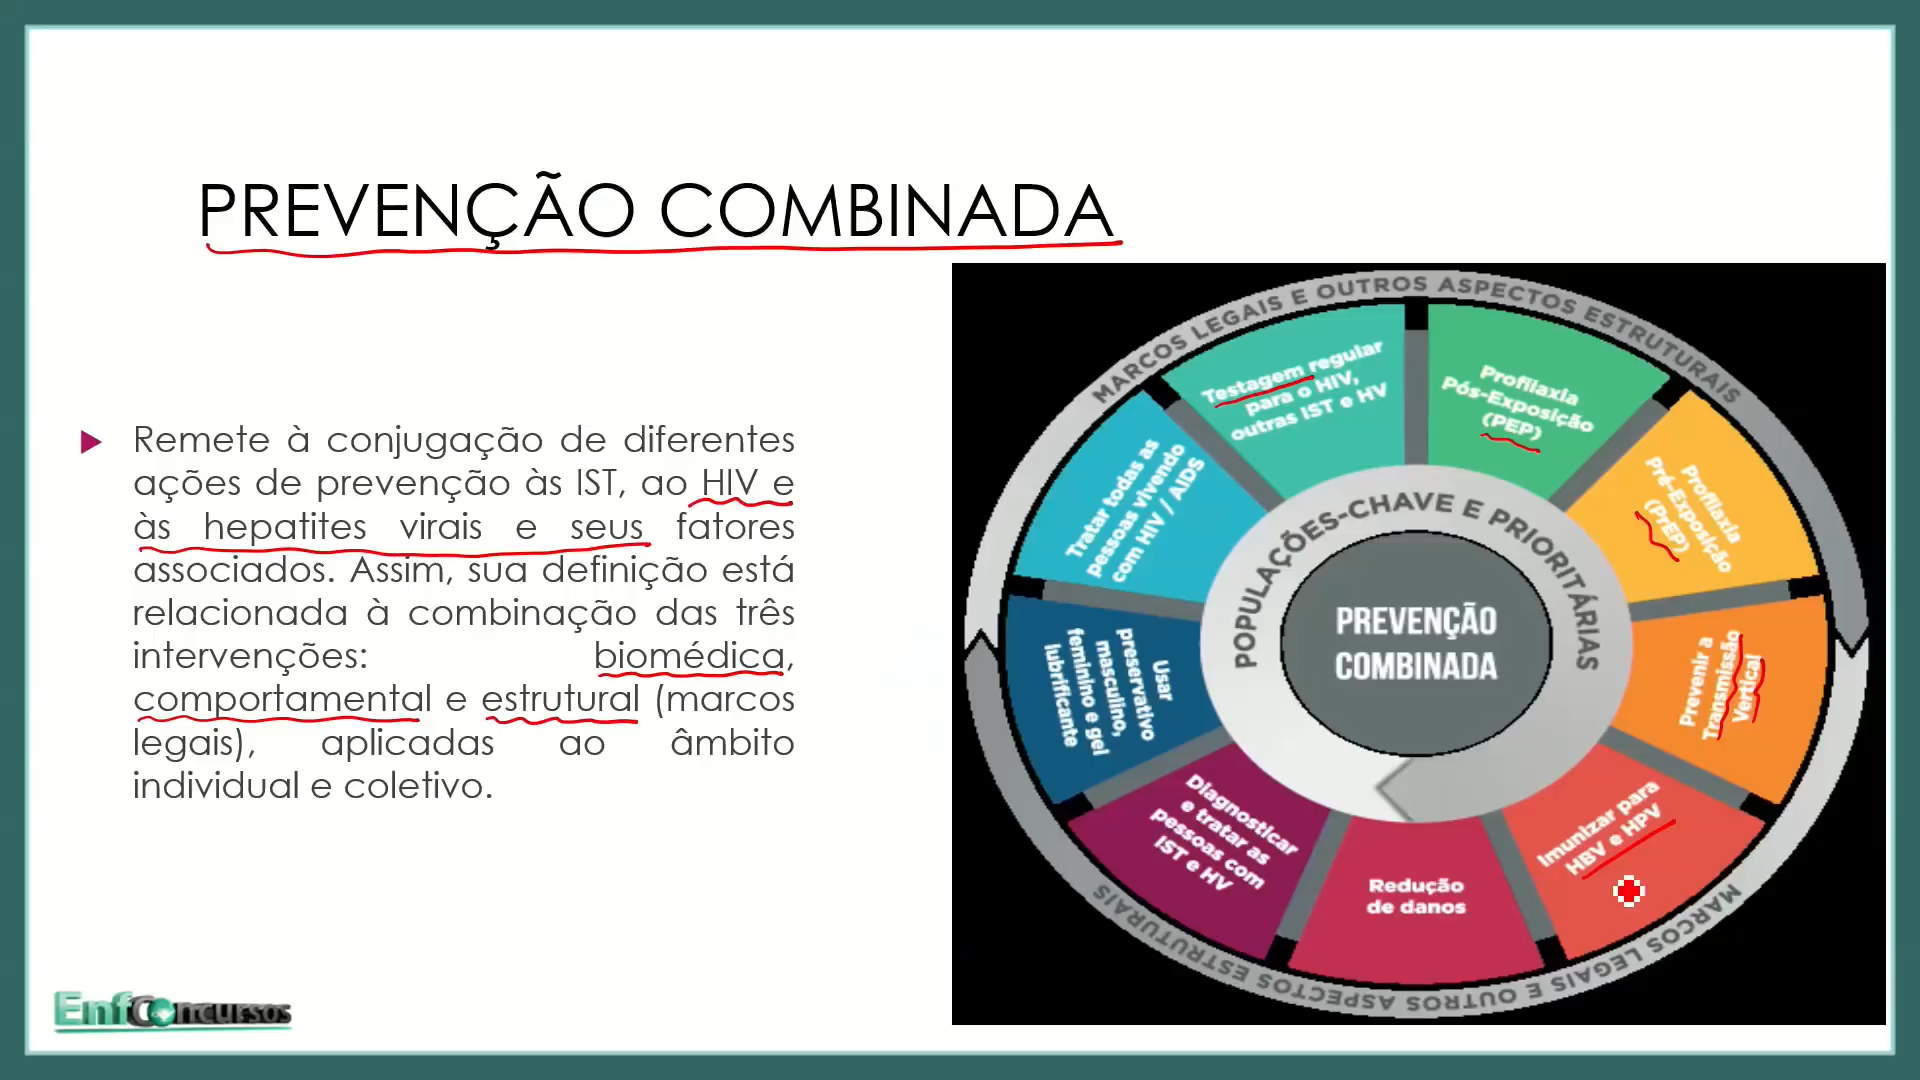 PREVENÇÃO COMBINADA
Remete à conjugação de diferentes
ações de prevenção às IST, ao HIV e
às hepatites virais e seus fatores
associados. Assim, sua definição está
relacionada à combinação das três
intervenções: biomédica,
comportamental e estrutural (marcos
legais), aplicadas ao âmbito
individual e coletivo.
MARCOS LEGAIS E OUTROS ASPECTOS ESTRUTURAIS
Testagem regular
para o HIV,
outras IST e HV
Profilaxia
Pós-Exposição
(PEP)
Profilaxia
Pré-Exposição
(PrEP)
Prevenir a
Transmissão
Vertical
Imunizar para
HBV e HPV
Redução
de danos
Diagnosticar
e tratar as
pessoas com
IST e HV
Usar
preservativo
masculino,
feminino e gel
lubrificante
Tratar todas as
pessoas vivendo
com HIV / AIDS
POPULAÇÕES-CHAVE E PRIORITÁRIAS
PREVENÇÃO
COMBINADA
MARCOS LEGAIS E OUTROS ASPECTOS ESTRUTURAIS
EnfConcursos